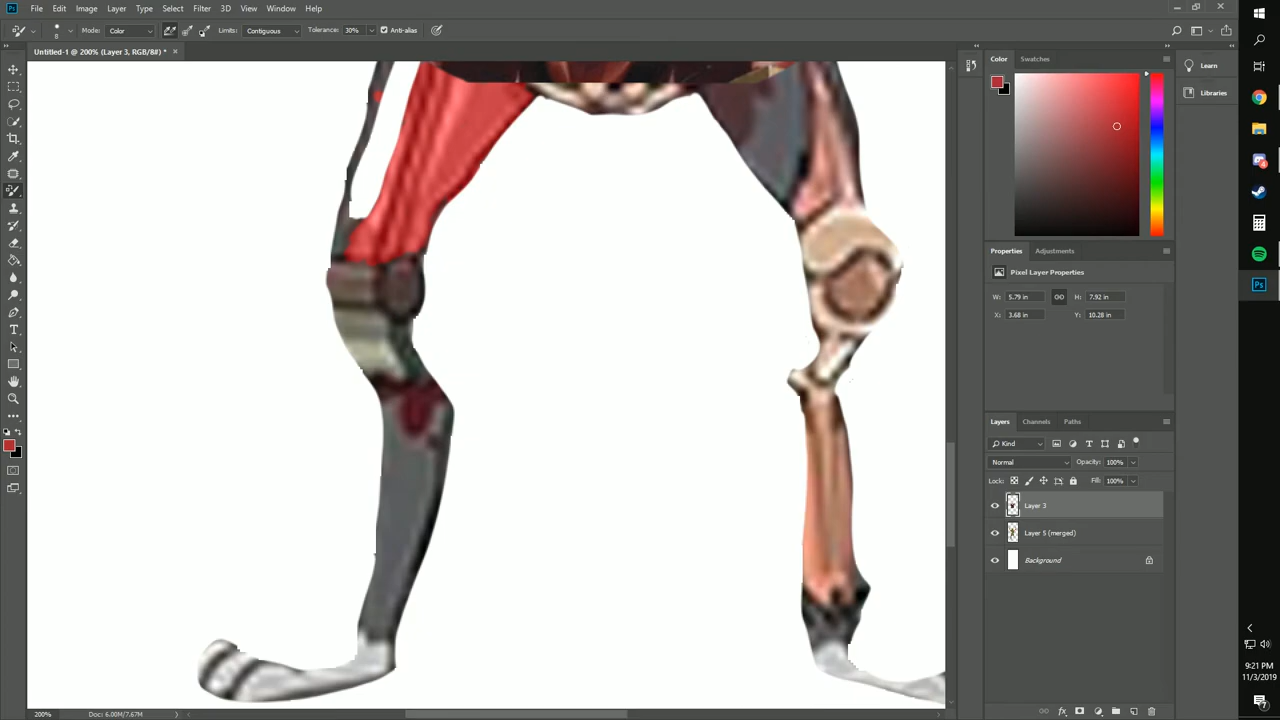 Ps File Edit Image Layer Type Select Filter 3D View Window Help
8 Mode: Color Limits: Contiguous Tolerance: 30% Anti-alias
Untitled-1 @ 200% (Layer 3, RGB/8#) *
Color Swatches
Learn
Libraries
Properties Adjustments
Pixel Layer Properties
W: 5.79 in H: 7.92 in
X: 3.68 in Y: 10.28 in
Layers Channels Paths
Kind
Normal Opacity: 100%
Lock: Fill: 100%
Layer 3
Layer 5 (merged)
Background
200% Doc: 6.00M/7.67M
Ps
9:21 PM
11/3/2019